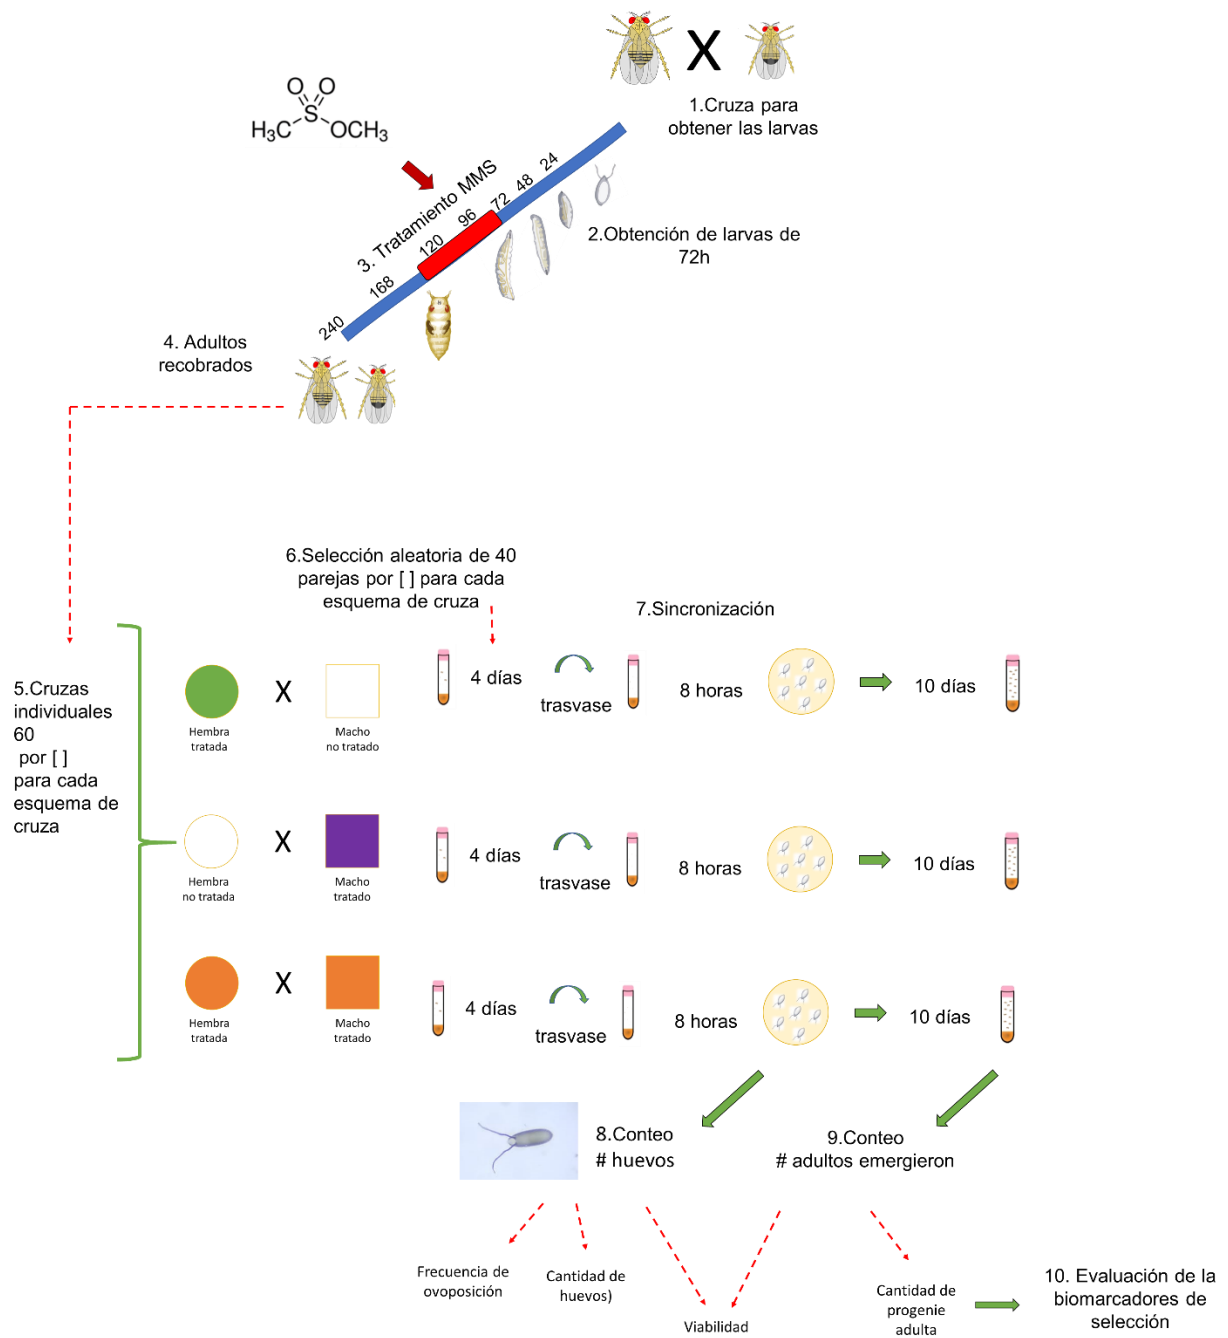 X
1.Cruza para
obtener las larvas
O
O
S
H₃C
OCH₃
3. Tratamiento MMS
24
48
72
96
120
168
240
2.Obtención de larvas de
72h
4. Adultos
recobrados
6.Selección aleatoria de 40
parejas por [ ] para cada
esquema de cruza
7.Sincronización
5.Cruzas
individuales
60
por [ ]
para cada
esquema de
cruza
X
4 días
trasvase
8 horas
10 días
Hembra
tratada
Macho
no tratado
X
4 días
trasvase
8 horas
10 días
Hembra
no tratada
Macho
tratado
X
4 días
trasvase
8 horas
10 días
Hembra
tratada
Macho
tratado
8.Conteo
# huevos
9.Conteo
# adultos emergieron
Frecuencia de
ovoposición
Cantidad de
huevos)
Viabilidad
Cantidad de
progenie
adulta
10. Evaluación de la
biomarcadores de
selección